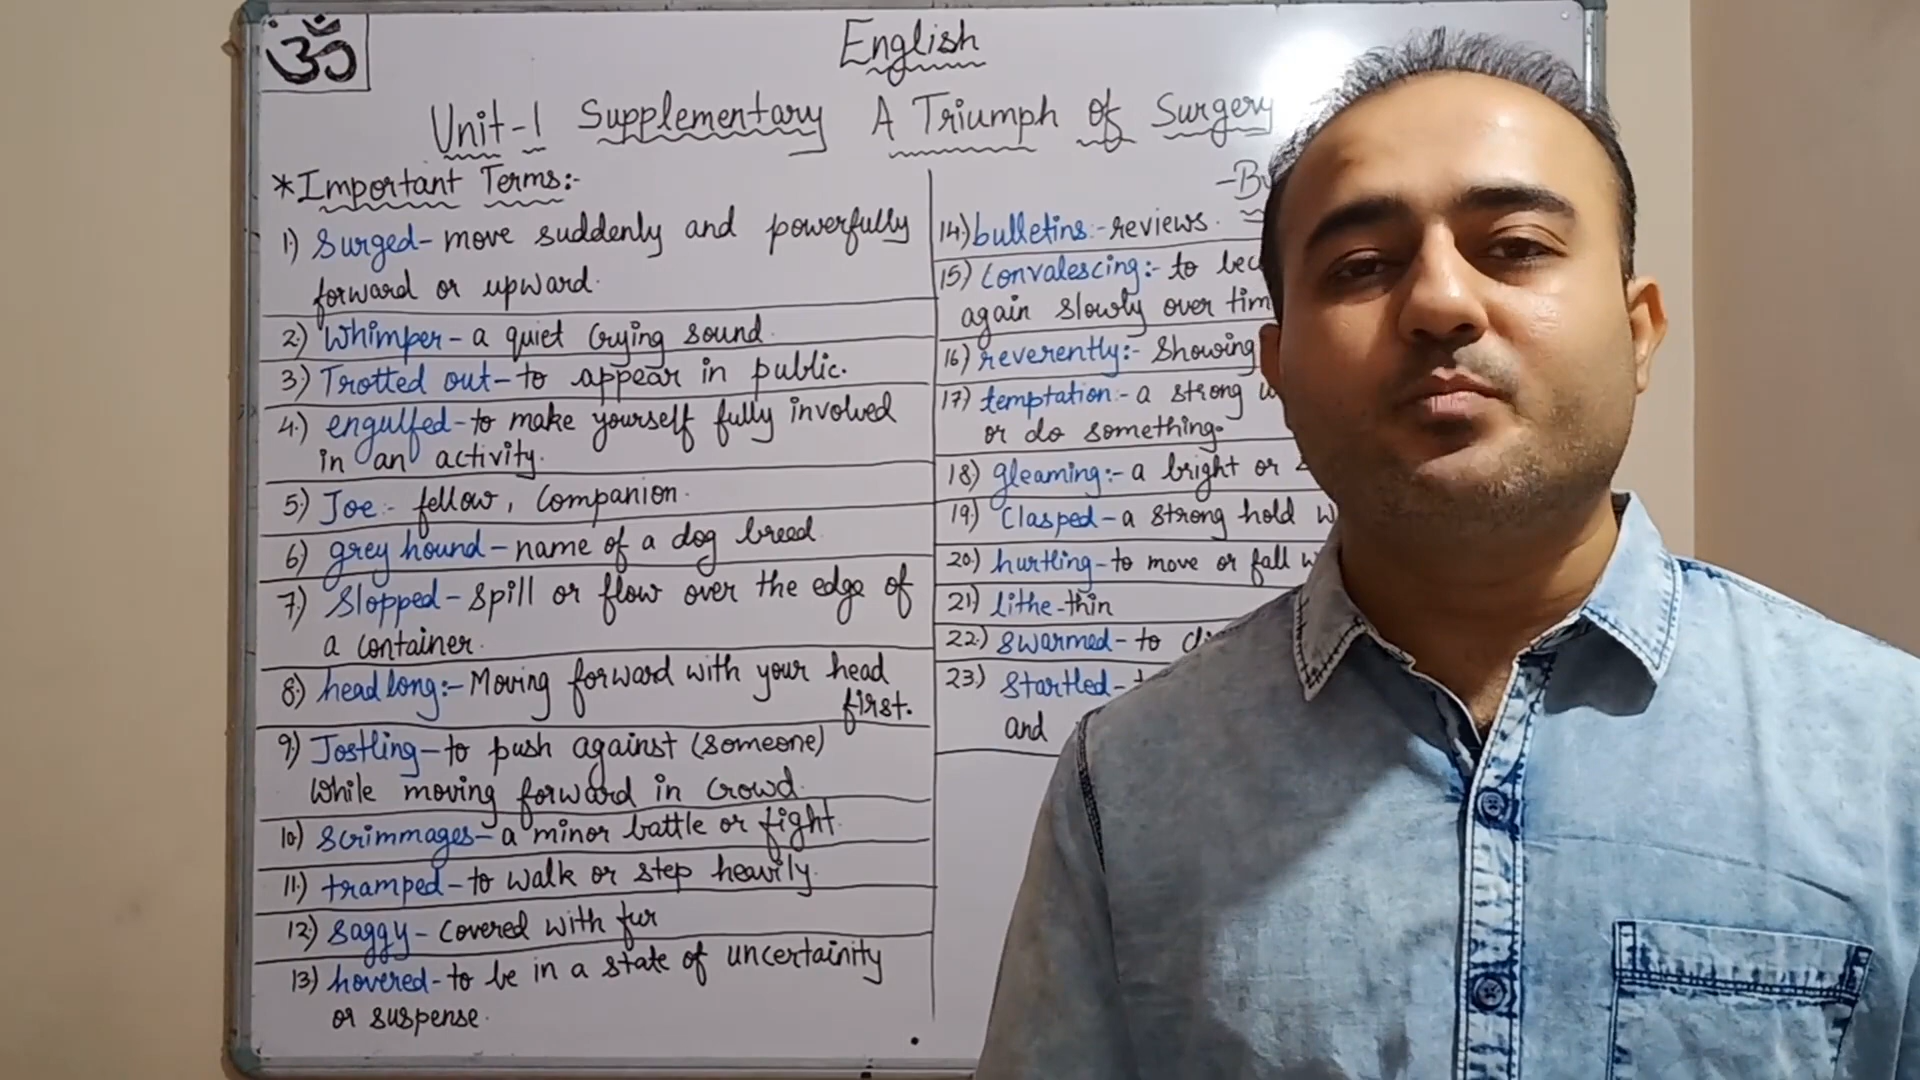 ॐ
English
Unit-1 Supplementary A Triumph of Surgery
*Important Terms:-
1) Surged- move suddenly and powerfully
forward or upward.
2) Whimper- a quiet crying sound.
3) Trotted out- to appear in public.
4) engulfed- to make yourself fully involved
in an activity.
5) Joe:- fellow, Companion.
6) grey hound- name of a dog breed
7) Slopped- spill or flow over the edge of
a container.
8) head long:- Moving forward with your head
first.
9) Jostling- to push against (someone)
While moving forward in crowd.
10) scrimmages- a minor battle or fight.
11) tramped- to walk or step heavily.
12) saggy- covered with fur
13) hovered- to be in a state of uncertainity
or suspense.
-By
14) bulletins:- reviews.
15) Convalescing:- to
again slowly over
16) reverently:- Showing
17) temptation:- a strong
or do something.
18) gleaming:- a bright or
19) Clasped- a strong hold
20) hurtling- to move or fall
21) lithe- thin
22) swarmed- to
23) Startled-
and